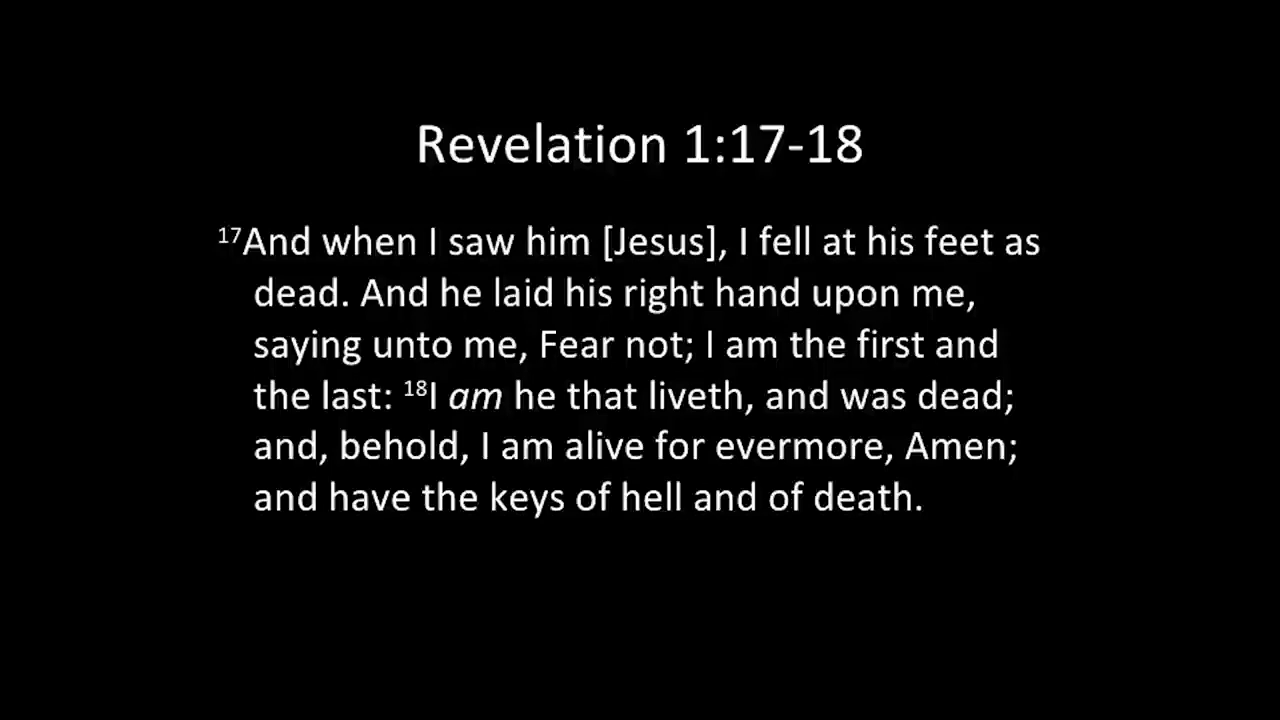 Revelation 1:17-18
17And when I saw him [Jesus], I fell at his feet as
dead. And he laid his right hand upon me,
saying unto me, Fear not; I am the first and
the last: 18I am he that liveth, and was dead;
and, behold, I am alive for evermore, Amen;
and have the keys of hell and of death.